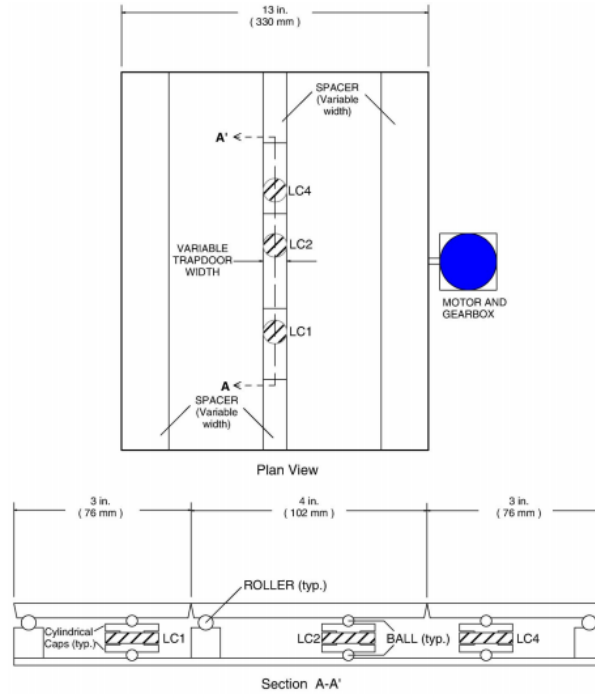 13 in.
( 330 mm )
SPACER
(Variable
width)
A'
LC4
LC2
VARIABLE
TRAPDOOR
WIDTH
MOTOR AND
GEARBOX
LC1
A
SPACER
(Variable
width)
Plan View
3 in.
( 76 mm )
4 in.
( 102 mm )
3 in.
( 76 mm )
ROLLER (typ.)
Cylindrical
Caps (typ.)
LC1
LC2
BALL (typ.)
LC4
Section A-A'